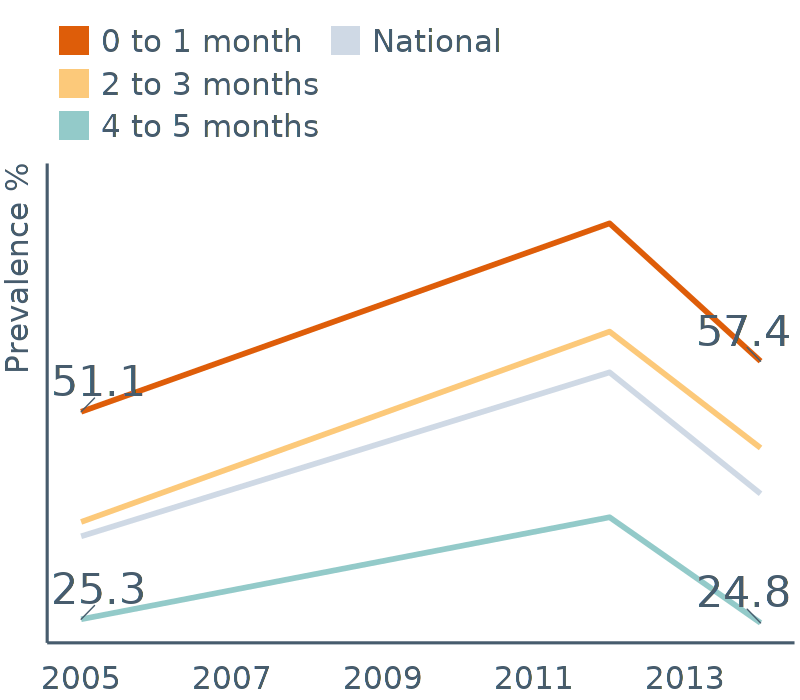 0 to 1 month National
2 to 3 months
4 to 5 months
Prevalence %
57.4
51.1
25.3
24.8
2005 2007 2009 2011 2013